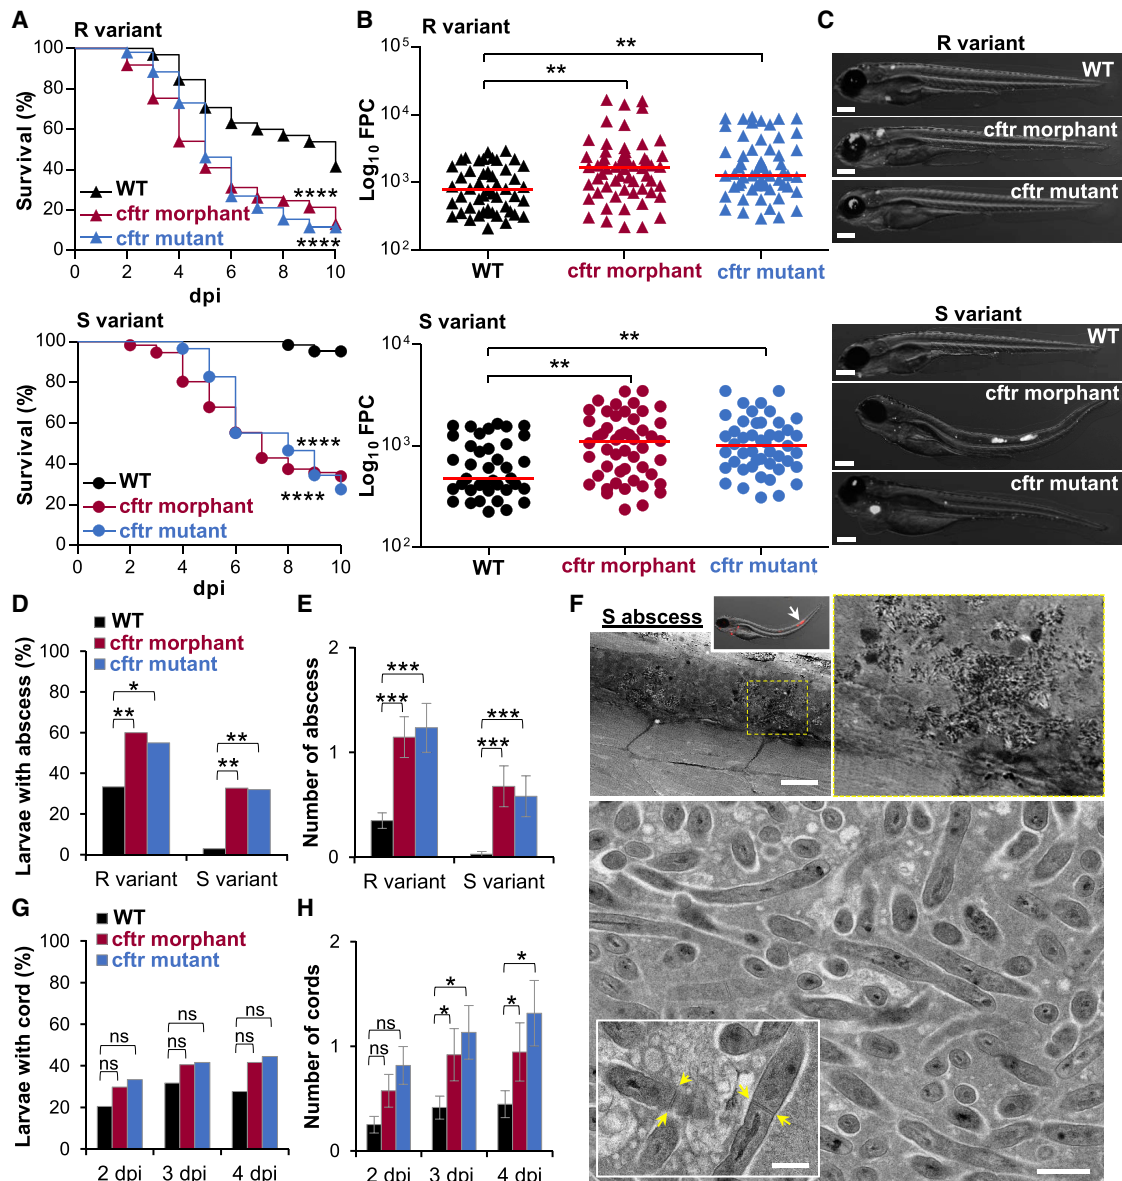 A
R variant
Survival (%)
100
80
60
40
20
0
WT
cftr morphant
cftr mutant
****
****
0 2 4 6 8 10
dpi
S variant
Survival (%)
100
80
60
40
20
0
WT
cftr morphant
cftr mutant
****
****
0 2 4 6 8 10
dpi
B
R variant
Log10 FPC
10^5
10^4
10^3
10^2
**
**
WT cftr morphant cftr mutant
S variant
Log10 FPC
10^4
10^3
10^2
**
**
WT cftr morphant cftr mutant
C
R variant
WT
cftr morphant
cftr mutant
S variant
WT
cftr morphant
cftr mutant
D
WT
cftr morphant
cftr mutant
Larvae with abscess (%)
100
80
60
40
20
0
*
**
**
**
R variant S variant
E
Number of abscess
2
1
0
***
***
***
***
R variant S variant
F
S abscess
G
WT
cftr morphant
cftr mutant
Larvae with cord (%)
100
80
60
40
20
0
ns
ns
ns
ns
ns
ns
2 dpi 3 dpi 4 dpi
H
Number of cords
2
1
0
ns
ns
*
*
*
*
2 dpi 3 dpi 4 dpi